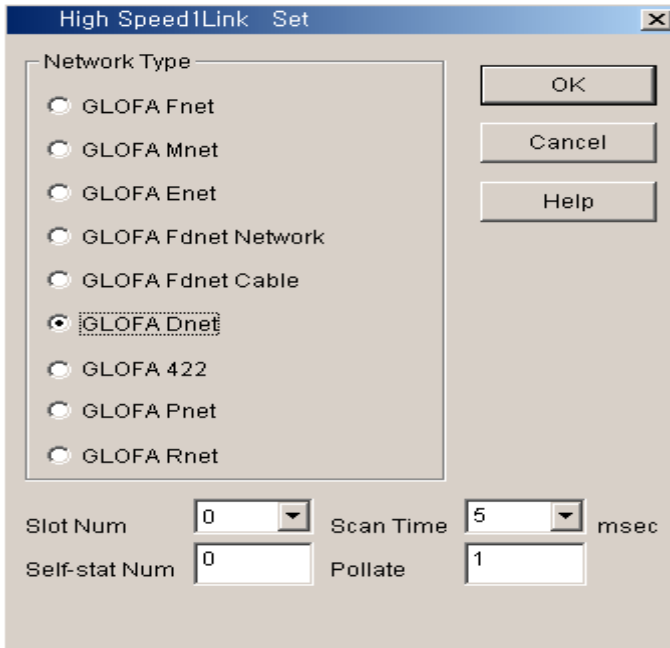 High Speed1Link Set
Network Type
GLOFA Fnet
GLOFA Mnet
GLOFA Enet
GLOFA Fdnet Network
GLOFA Fdnet Cable
GLOFA Dnet
GLOFA 422
GLOFA Pnet
GLOFA Rnet
OK
Cancel
Help
Slot Num 0 Scan Time 5 msec
Self-stat Num 0 Pollate 1